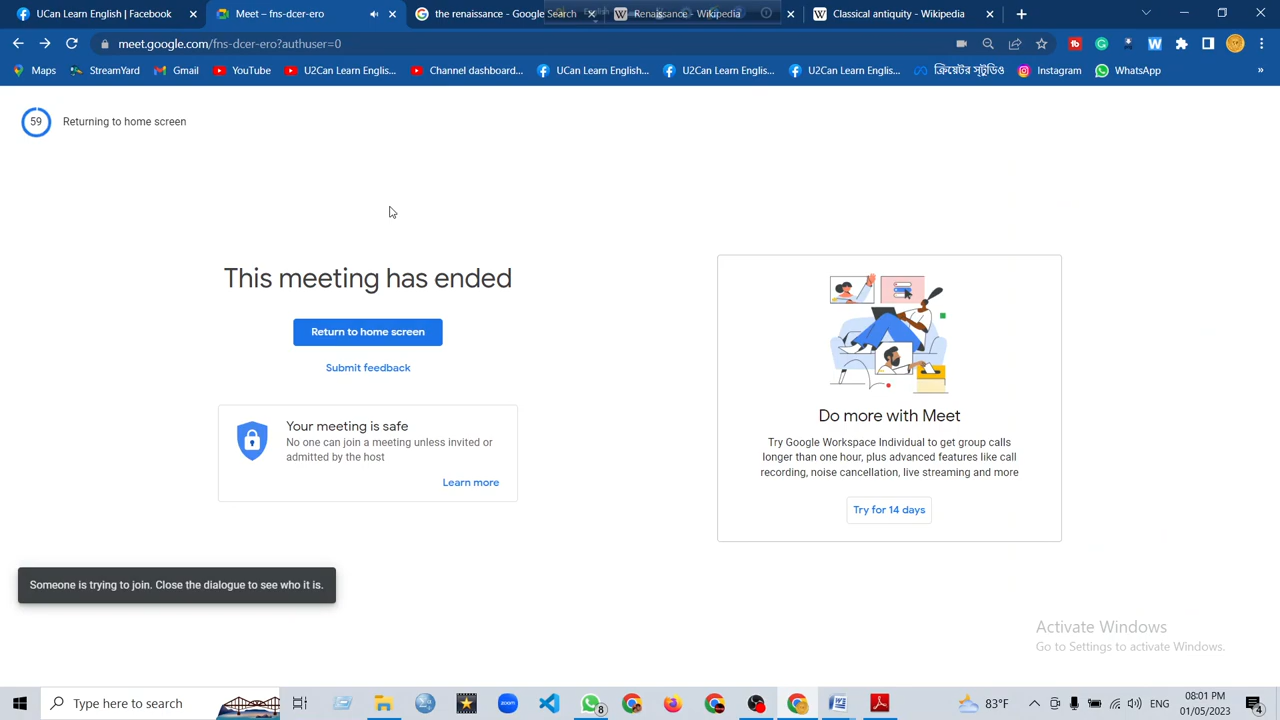 UCan Learn English | Facebook
Meet – fns-dcer-ero
the renaissance - Google Search
English
Renaissance - Wikipedia
Classical antiquity - Wikipedia
meet.google.com/fns-dcer-ero?authuser=0
Maps
StreamYard
Gmail
YouTube
U2Can Learn Englis...
Channel dashboard...
UCan Learn English...
U2Can Learn Englis...
U2Can Learn Englis...
ক্রিয়েটর স্টুডিও
Instagram
WhatsApp
»
59
Returning to home screen
This meeting has ended
Return to home screen
Submit feedback
Your meeting is safe
No one can join a meeting unless invited or
admitted by the host
Learn more
Do more with Meet
Try Google Workspace Individual to get group calls
longer than one hour, plus advanced features like call
recording, noise cancellation, live streaming and more
Try for 14 days
Someone is trying to join. Close the dialogue to see who it is.
Activate Windows
Go to Settings to activate Windows.
Type here to search
zoom
8
83°F
ENG
08:01 PM
01/05/2023
4